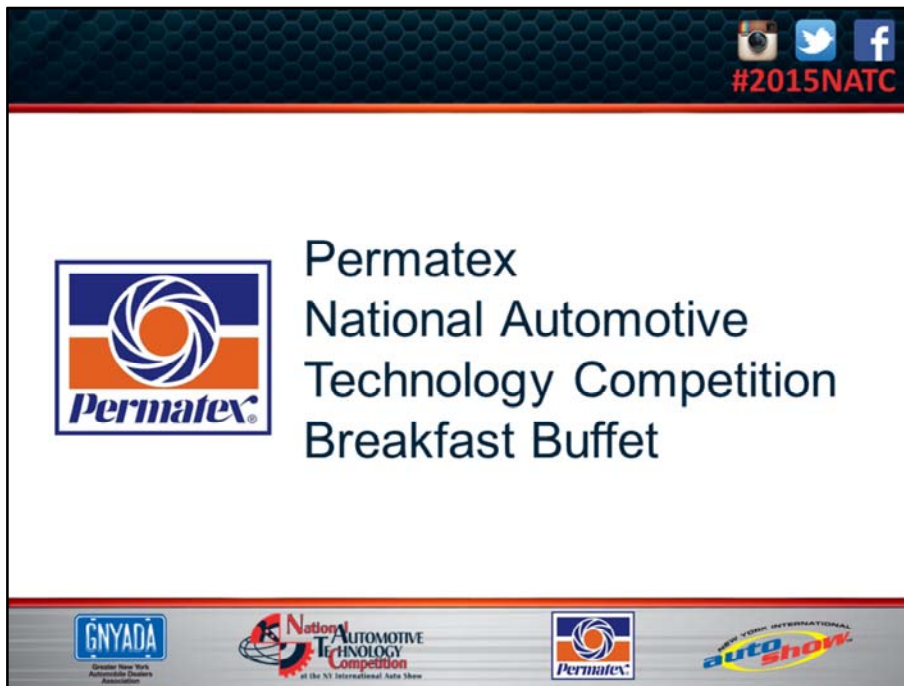 #2015NATC
Permatex
National Automotive
Technology Competition
Breakfast Buffet
Permatex®
GNYADA
Greater New York
Automobile Dealers
Association
National
AUTOMOTIVE
TECHNOLOGY
Competition
at the NY International Auto Show
Permatex
NEW YORK INTERNATIONAL
auto show.